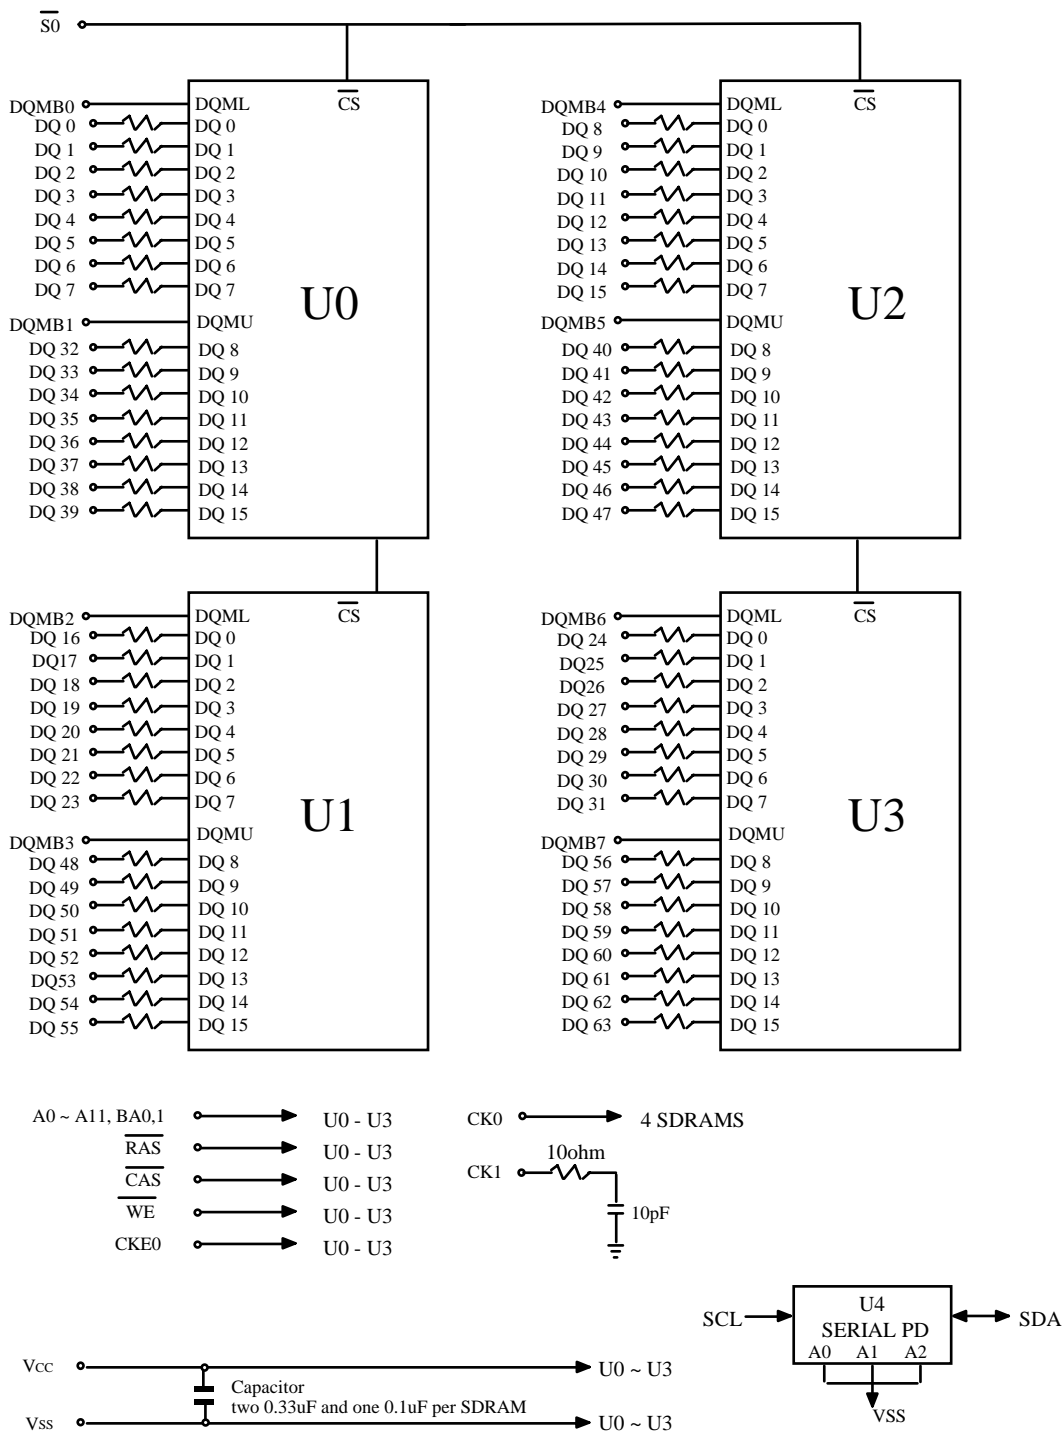 S0
CS
DQMB0 DQML
DQ 0 DQ 0
DQ 1 DQ 1
DQ 2 DQ 2
DQ 3 DQ 3
DQ 4 DQ 4
DQ 5 DQ 5
DQ 6 DQ 6
DQ 7 DQ 7
U0
DQMB1 DQMU
DQ 32 DQ 8
DQ 33 DQ 9
DQ 34 DQ 10
DQ 35 DQ 11
DQ 36 DQ 12
DQ 37 DQ 13
DQ 38 DQ 14
DQ 39 DQ 15
CS
DQMB4 DQML
DQ 8 DQ 0
DQ 9 DQ 1
DQ 10 DQ 2
DQ 11 DQ 3
DQ 12 DQ 4
DQ 13 DQ 5
DQ 14 DQ 6
DQ 15 DQ 7
U2
DQMB5 DQMU
DQ 40 DQ 8
DQ 41 DQ 9
DQ 42 DQ 10
DQ 43 DQ 11
DQ 44 DQ 12
DQ 45 DQ 13
DQ 46 DQ 14
DQ 47 DQ 15
CS
DQMB2 DQML
DQ 16 DQ 0
DQ17 DQ 1
DQ 18 DQ 2
DQ 19 DQ 3
DQ 20 DQ 4
DQ 21 DQ 5
DQ 22 DQ 6
DQ 23 DQ 7
U1
DQMB3 DQMU
DQ 48 DQ 8
DQ 49 DQ 9
DQ 50 DQ 10
DQ 51 DQ 11
DQ 52 DQ 12
DQ53 DQ 13
DQ 54 DQ 14
DQ 55 DQ 15
CS
DQMB6 DQML
DQ 24 DQ 0
DQ25 DQ 1
DQ26 DQ 2
DQ 27 DQ 3
DQ 28 DQ 4
DQ 29 DQ 5
DQ 30 DQ 6
DQ 31 DQ 7
U3
DQMB7 DQMU
DQ 56 DQ 8
DQ 57 DQ 9
DQ 58 DQ 10
DQ 59 DQ 11
DQ 60 DQ 12
DQ 61 DQ 13
DQ 62 DQ 14
DQ 63 DQ 15
A0 ~ A11, BA0,1 U0 - U3
RAS U0 - U3
CAS U0 - U3
WE U0 - U3
CKE0 U0 - U3
CK0 4 SDRAMS
10ohm
CK1
10pF
U4
SCL SERIAL PD SDA
A0 A1 A2
VSS
Vcc U0 ~ U3
Capacitor
two 0.33uF and one 0.1uF per SDRAM
Vss U0 ~ U3